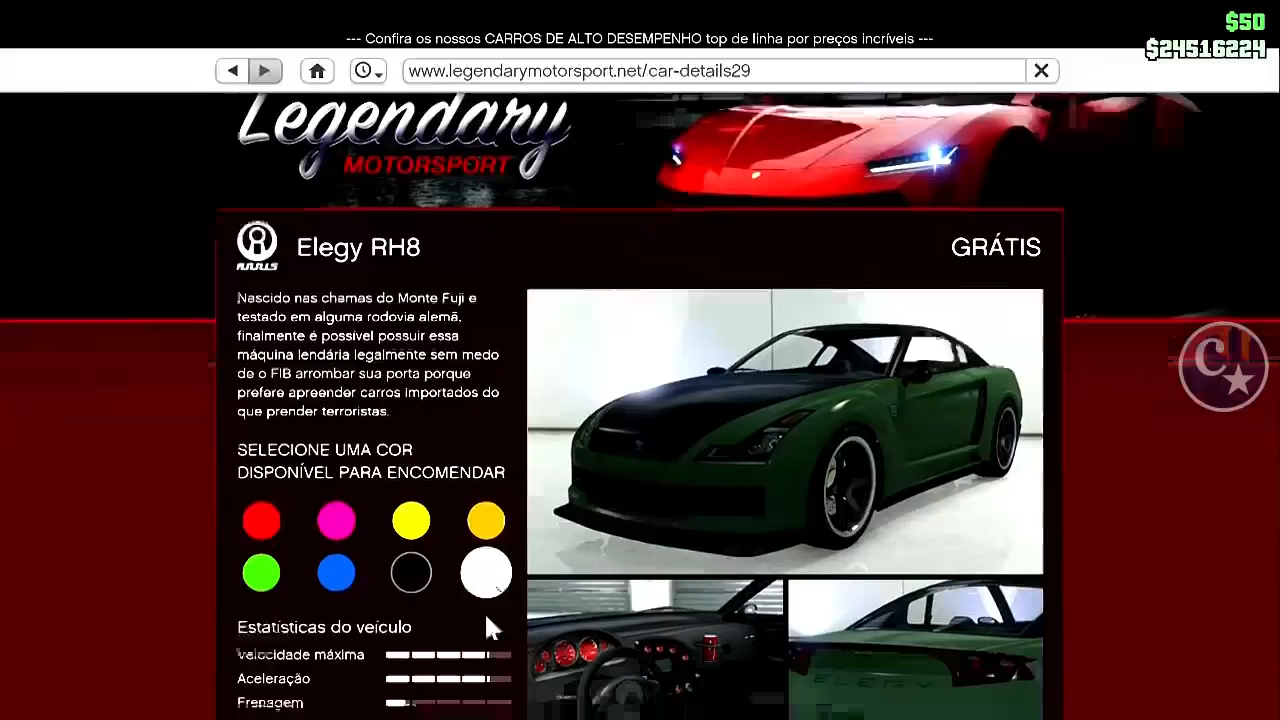 $50
--- Confira os nossos CARROS DE ALTO DESEMPENHO top de linha por preços incríveis ---
$24516224
www.legendarymotorsport.net/car-details29
Legendary
MOTORSPORT
Elegy RH8
GRÁTIS
Nascido nas chamas do Monte Fuji e
testado em alguma rodovia alemã,
finalmente é possível possuir essa
máquina lendária legalmente sem medo
de o FIB arrombar sua porta porque
prefere apreender carros importados do
que prender terroristas.
SELECIONE UMA COR
DISPONÍVEL PARA ENCOMENDAR
Estatísticas do veículo
Velocidade máxima
Aceleração
Frenagem
ELEGY
C